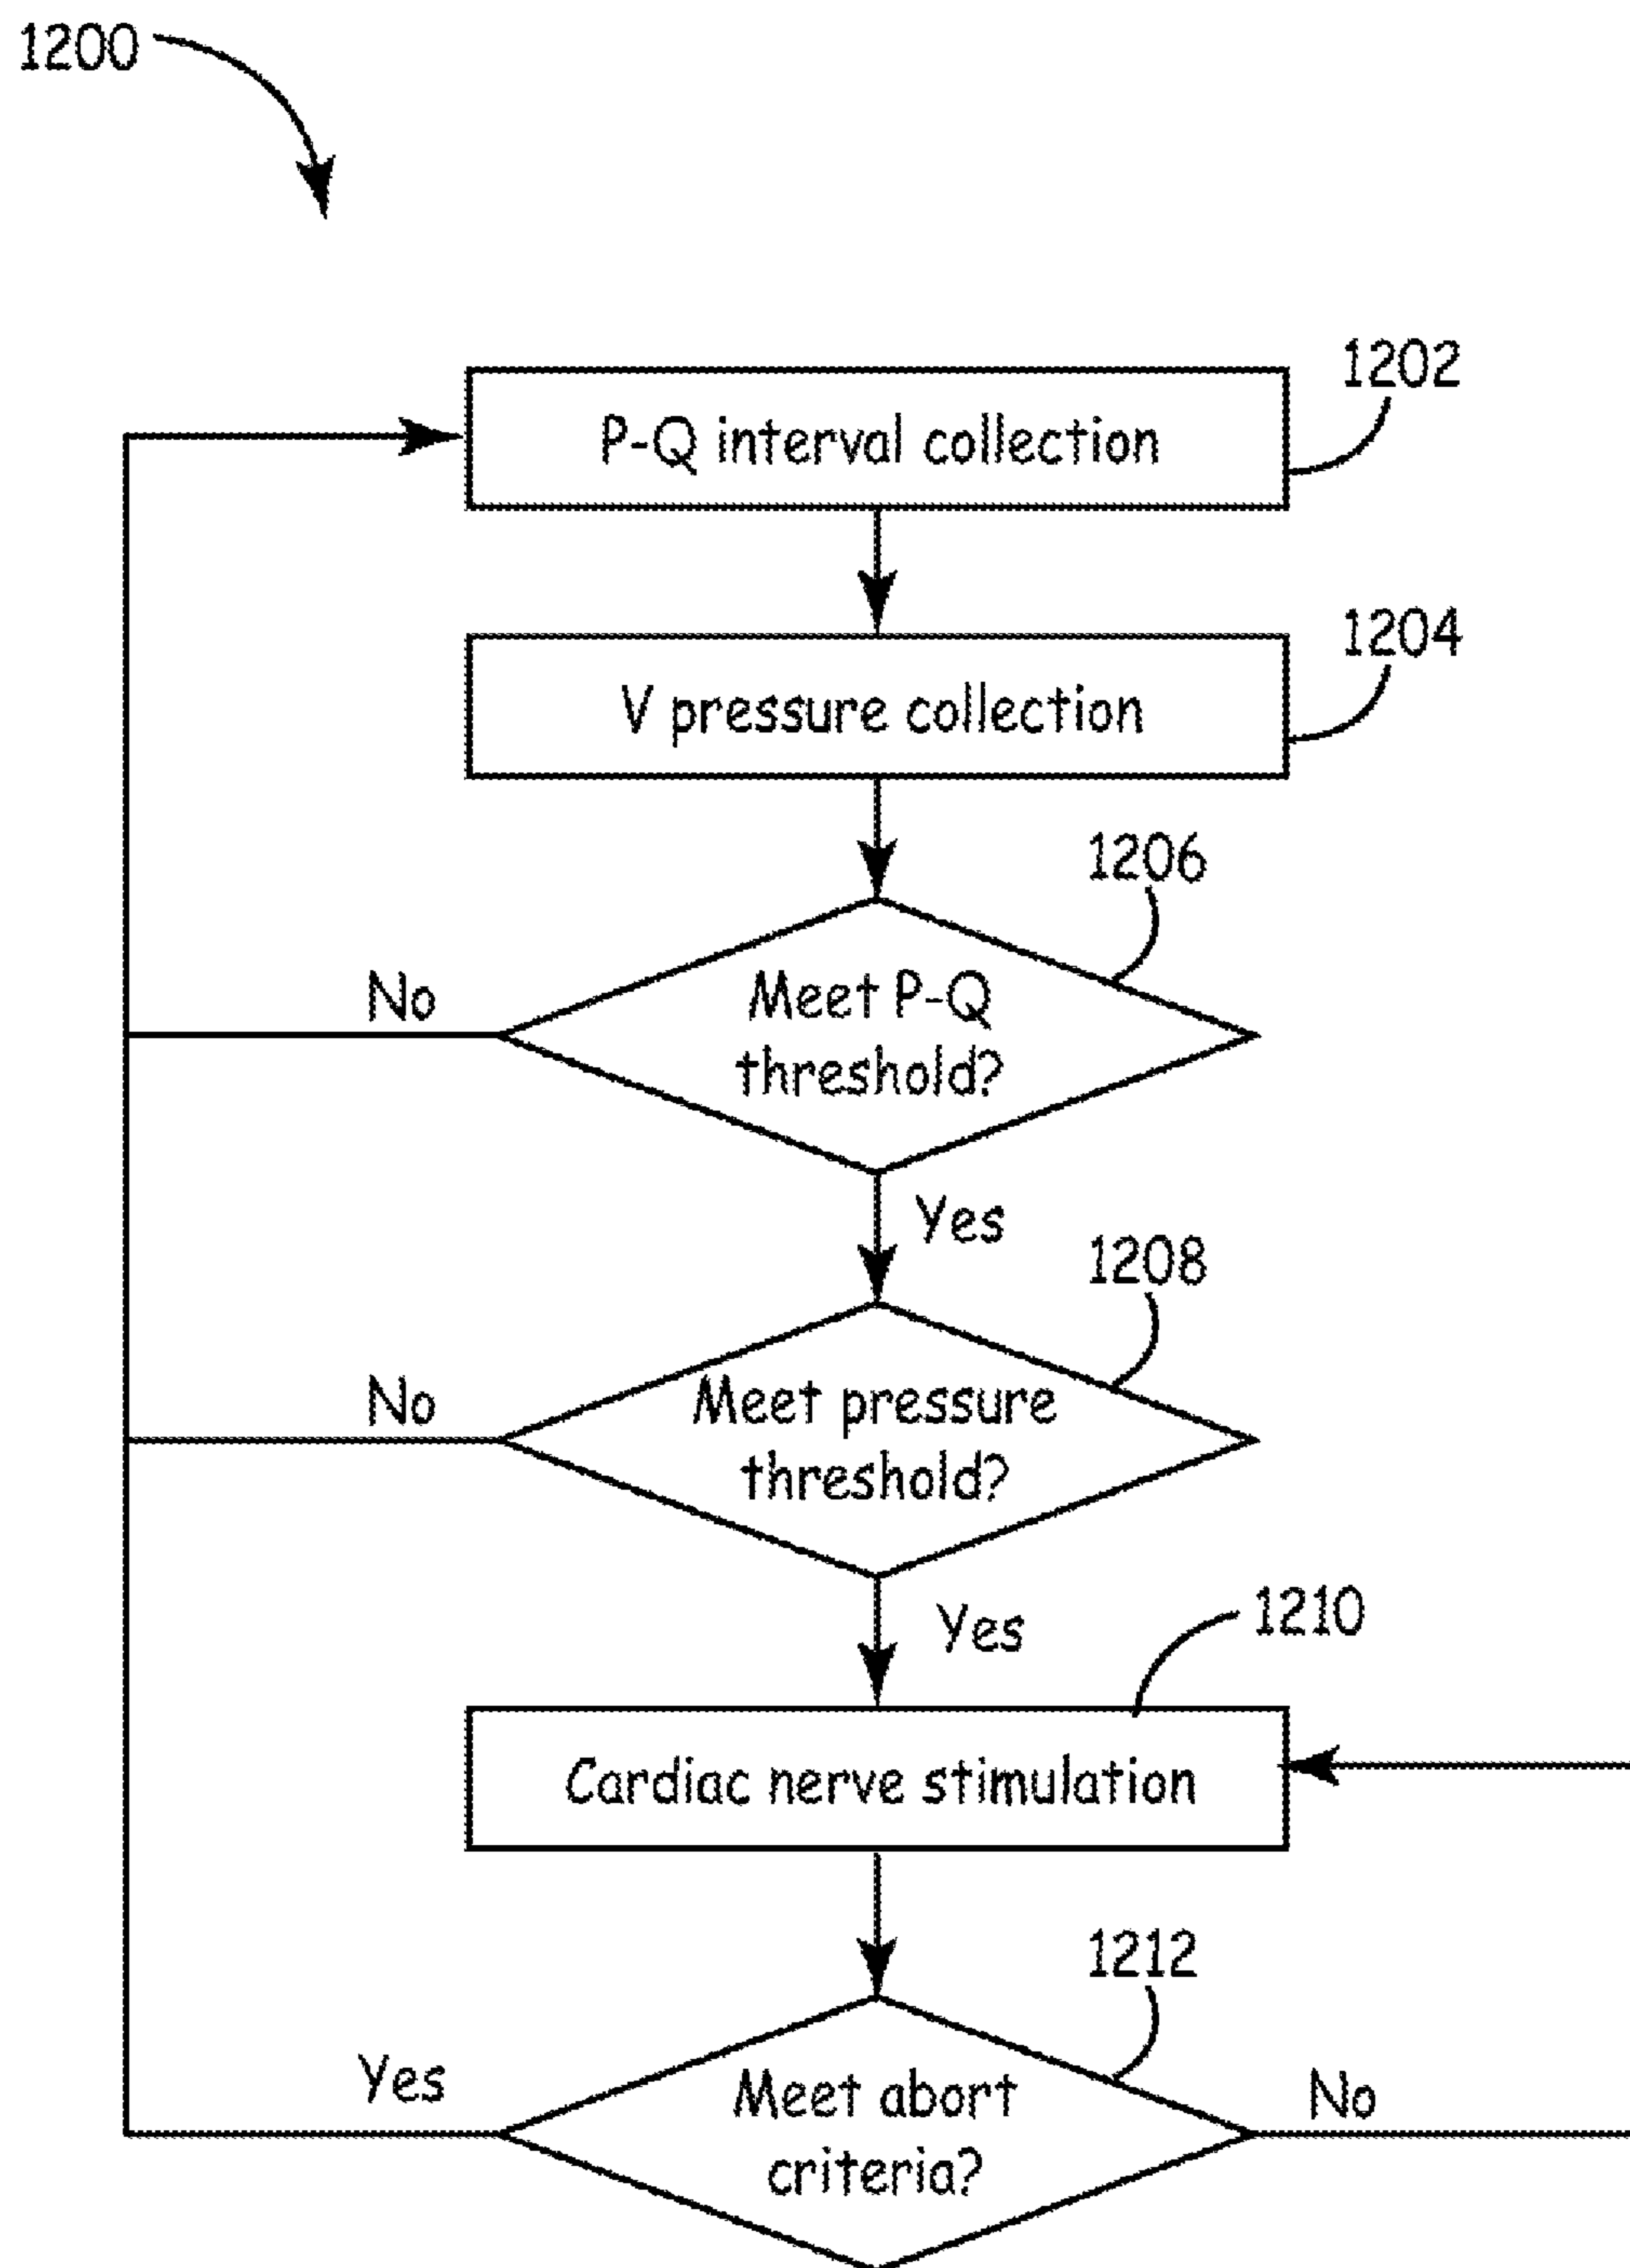 1200
1202
P-Q interval collection
1204
V pressure collection
1206
Meet P-Q
threshold?
No
Yes
1208
Meet pressure
threshold?
No
Yes
1210
Cardiac nerve stimulation
1212
Yes
Meet abort
criteria?
No